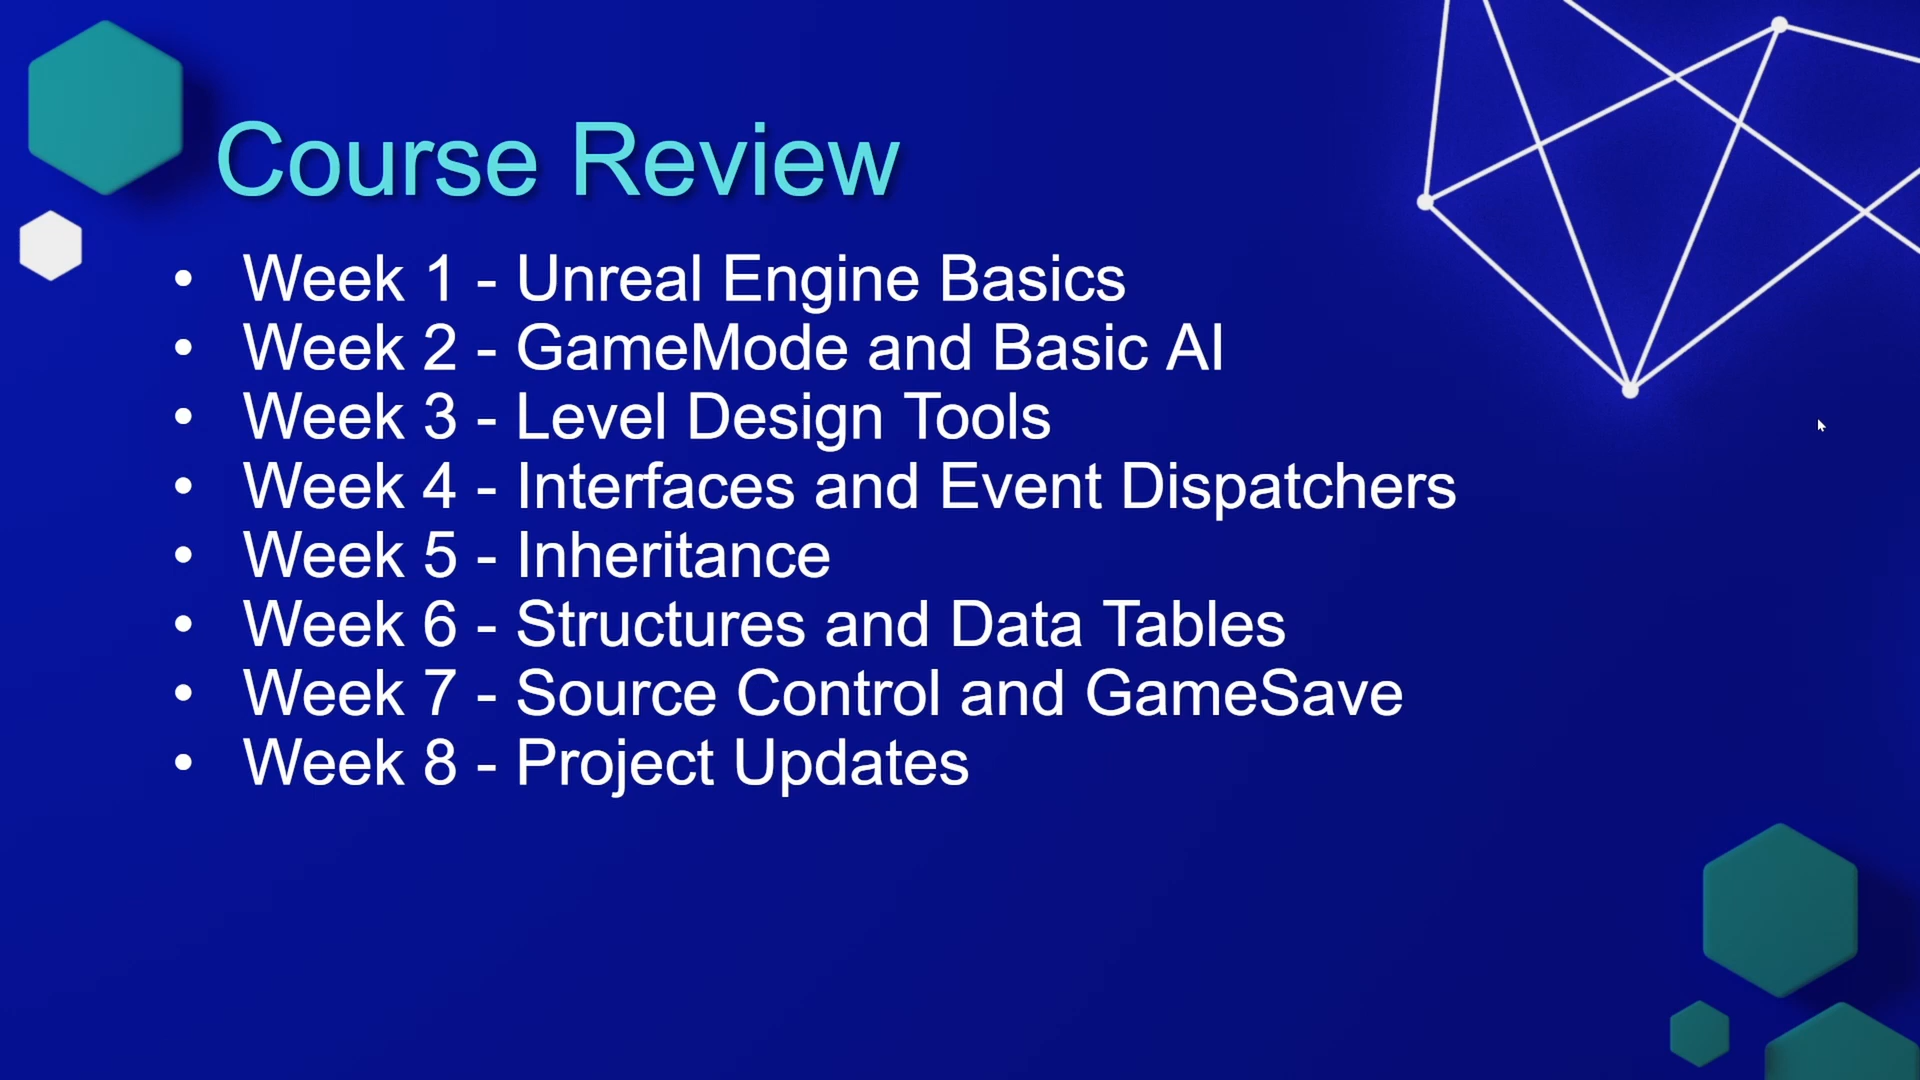 Course Review
• Week 1 - Unreal Engine Basics
• Week 2 - GameMode and Basic AI
• Week 3 - Level Design Tools
• Week 4 - Interfaces and Event Dispatchers
• Week 5 - Inheritance
• Week 6 - Structures and Data Tables
• Week 7 - Source Control and GameSave
• Week 8 - Project Updates